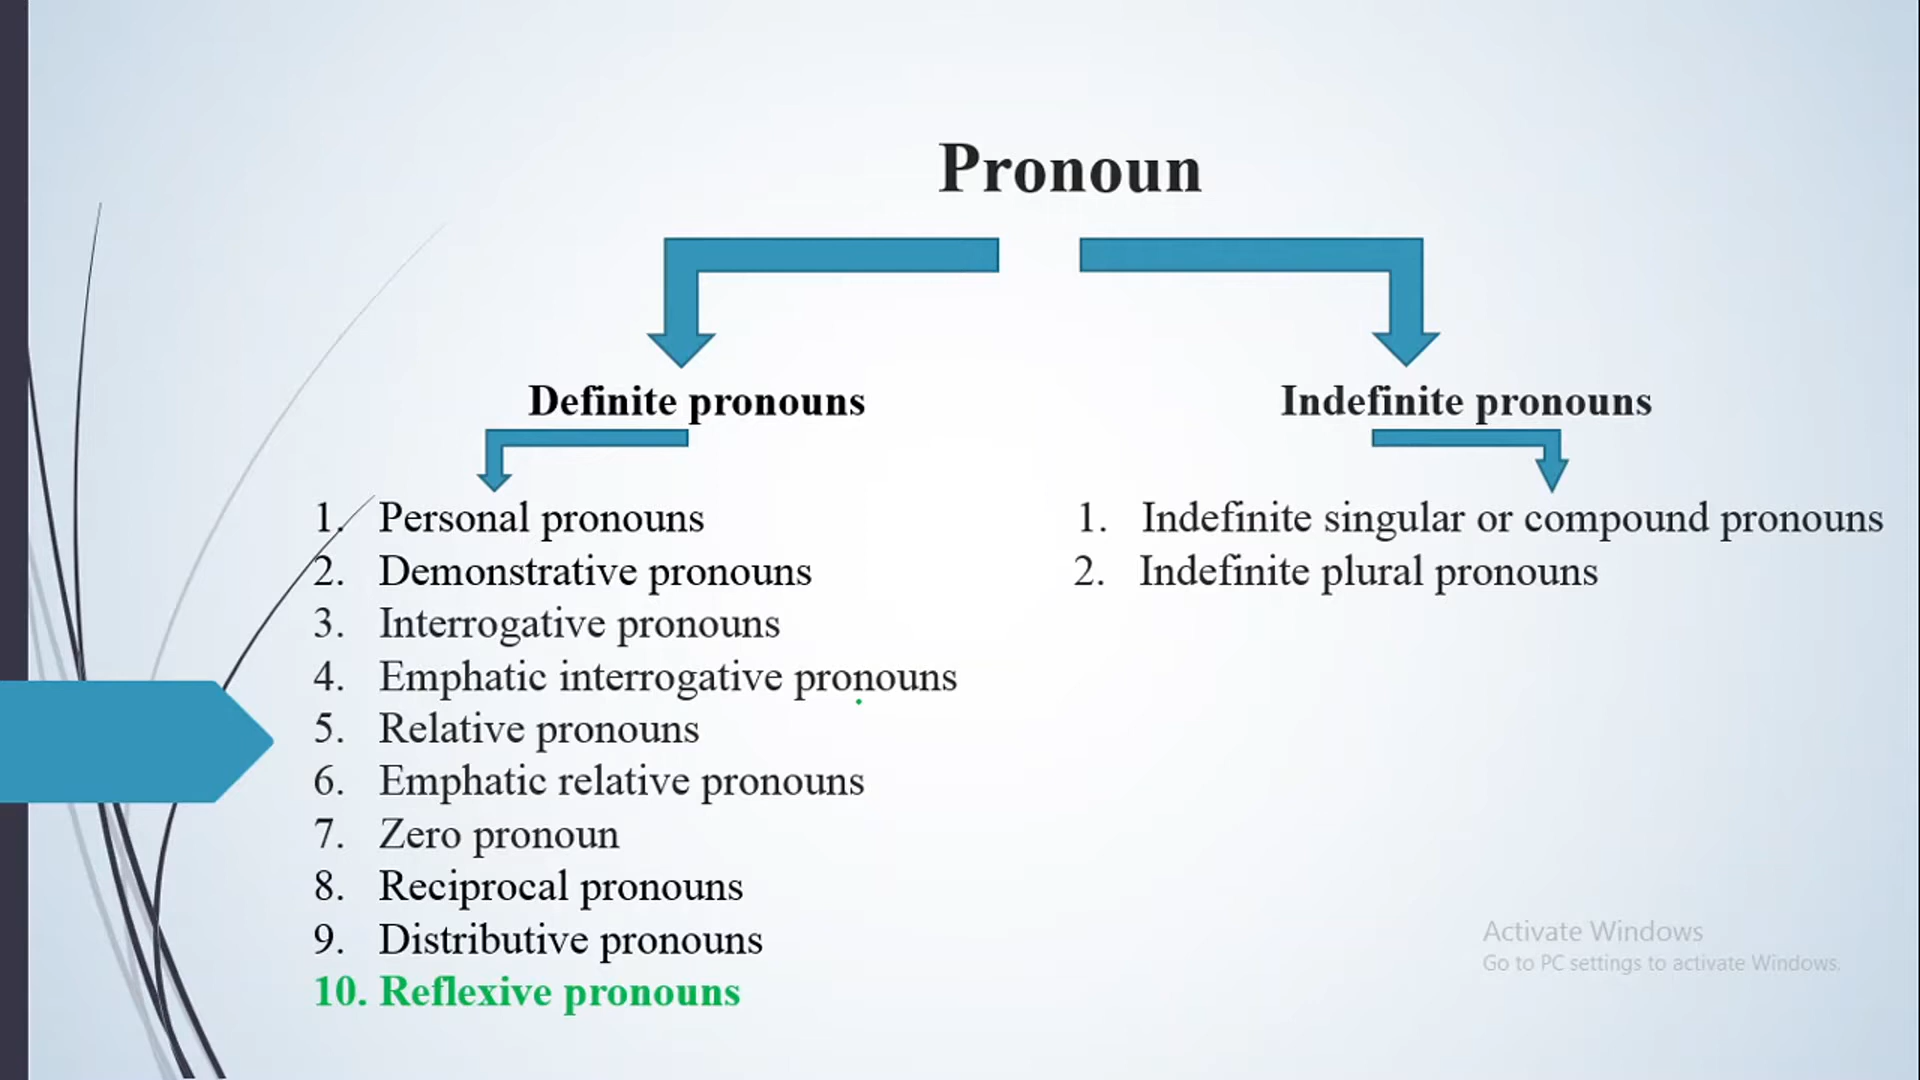 Pronoun
Definite pronouns
1. Personal pronouns
2. Demonstrative pronouns
3. Interrogative pronouns
4. Emphatic interrogative pronouns
5. Relative pronouns
6. Emphatic relative pronouns
7. Zero pronoun
8. Reciprocal pronouns
9. Distributive pronouns
10. Reflexive pronouns
Indefinite pronouns
1. Indefinite singular or compound pronouns
2. Indefinite plural pronouns
Activate Windows
Go to PC settings to activate Windows.